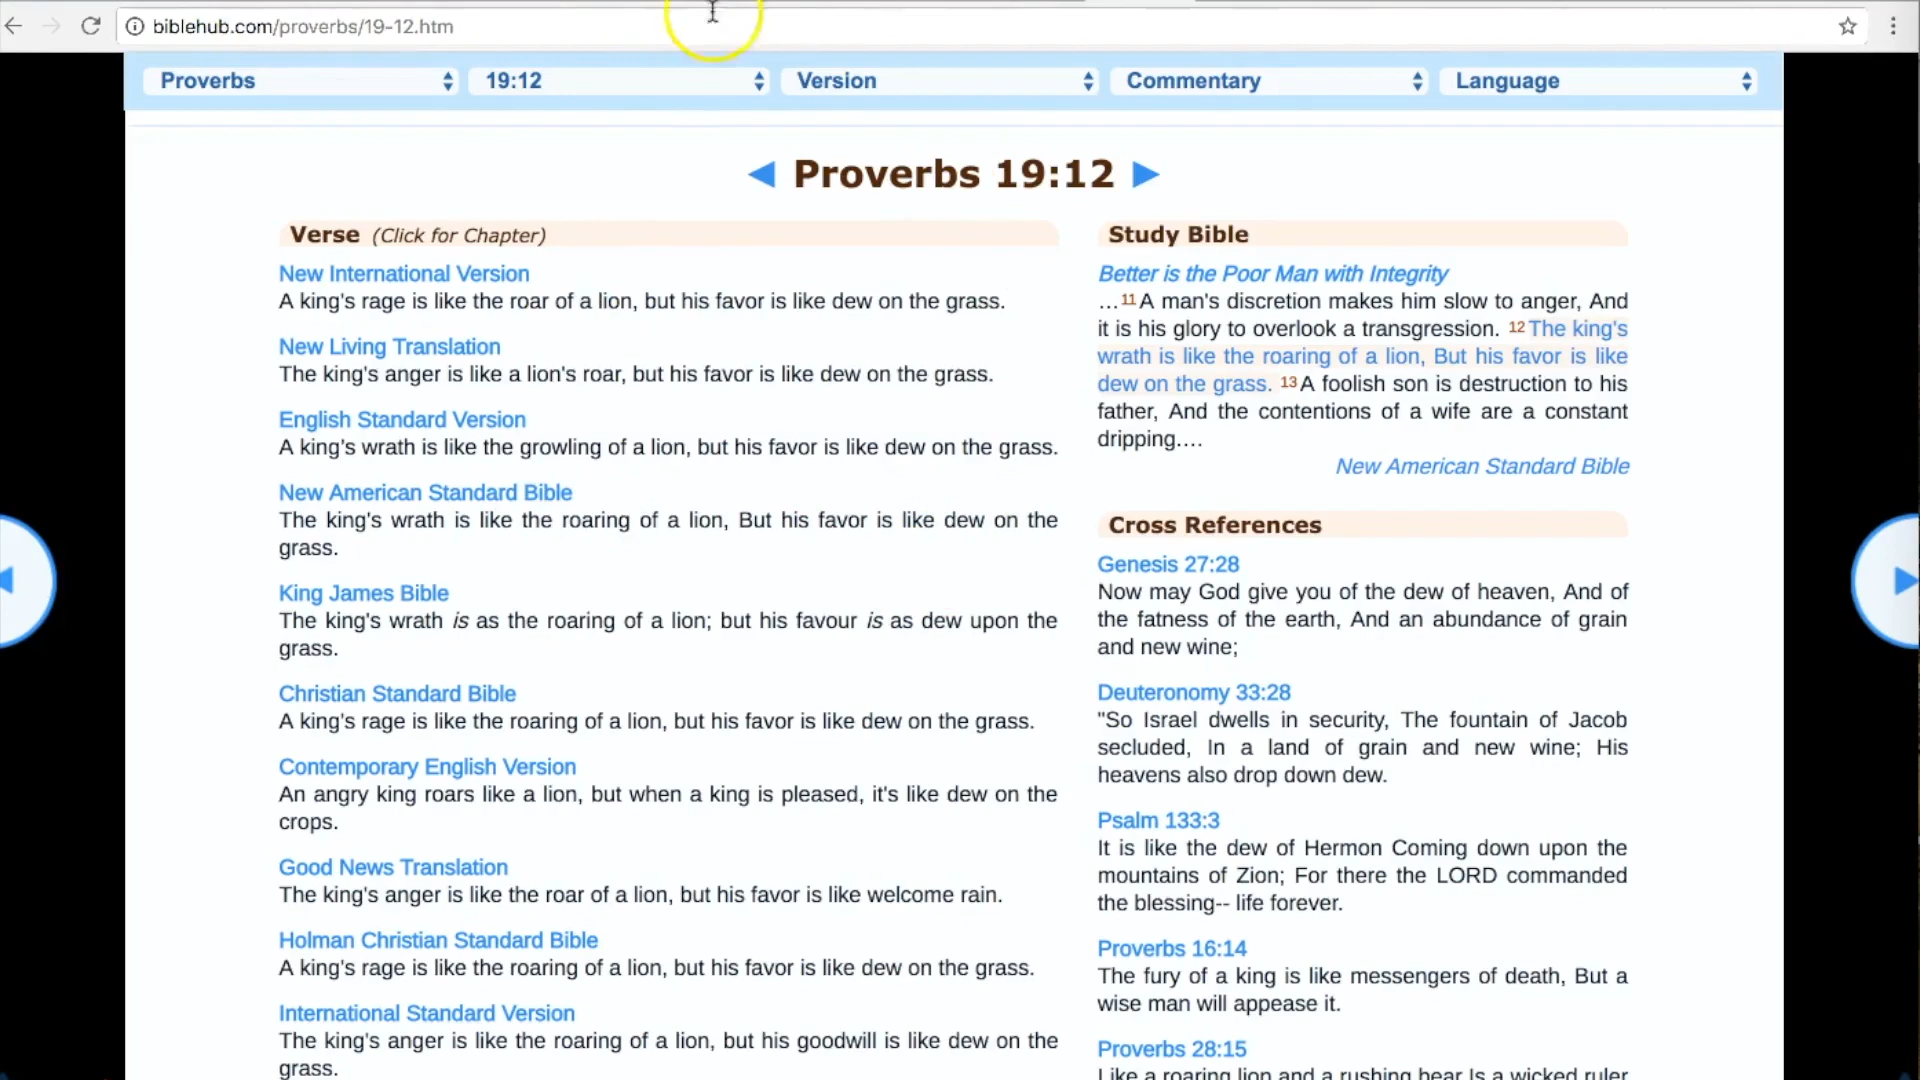 biblehub.com/proverbs/19-12.htm
Proverbs 19:12 Version Commentary Language
Proverbs 19:12
Verse (Click for Chapter)
New International Version
A king's rage is like the roar of a lion, but his favor is like dew on the grass.
New Living Translation
The king's anger is like a lion's roar, but his favor is like dew on the grass.
English Standard Version
A king's wrath is like the growling of a lion, but his favor is like dew on the grass.
New American Standard Bible
The king's wrath is like the roaring of a lion, But his favor is like dew on the
grass.
King James Bible
The king's wrath is as the roaring of a lion; but his favour is as dew upon the
grass.
Christian Standard Bible
A king's rage is like the roaring of a lion, but his favor is like dew on the grass.
Contemporary English Version
An angry king roars like a lion, but when a king is pleased, it's like dew on the
crops.
Good News Translation
The king's anger is like the roar of a lion, but his favor is like welcome rain.
Holman Christian Standard Bible
A king's rage is like the roaring of a lion, but his favor is like dew on the grass.
International Standard Version
The king's anger is like the roaring of a lion, but his goodwill is like dew on the
grass.
Study Bible
Better is the Poor Man with Integrity
…11A man's discretion makes him slow to anger, And
it is his glory to overlook a transgression. 12The king's
wrath is like the roaring of a lion, But his favor is like
dew on the grass. 13A foolish son is destruction to his
father, And the contentions of a wife are a constant
dripping.…
New American Standard Bible
Cross References
Genesis 27:28
Now may God give you of the dew of heaven, And of
the fatness of the earth, And an abundance of grain
and new wine;
Deuteronomy 33:28
"So Israel dwells in security, The fountain of Jacob
secluded, In a land of grain and new wine; His
heavens also drop down dew.
Psalm 133:3
It is like the dew of Hermon Coming down upon the
mountains of Zion; For there the LORD commanded
the blessing-- life forever.
Proverbs 16:14
The fury of a king is like messengers of death, But a
wise man will appease it.
Proverbs 28:15
Like a roaring lion and a rushing bear Is a wicked ruler